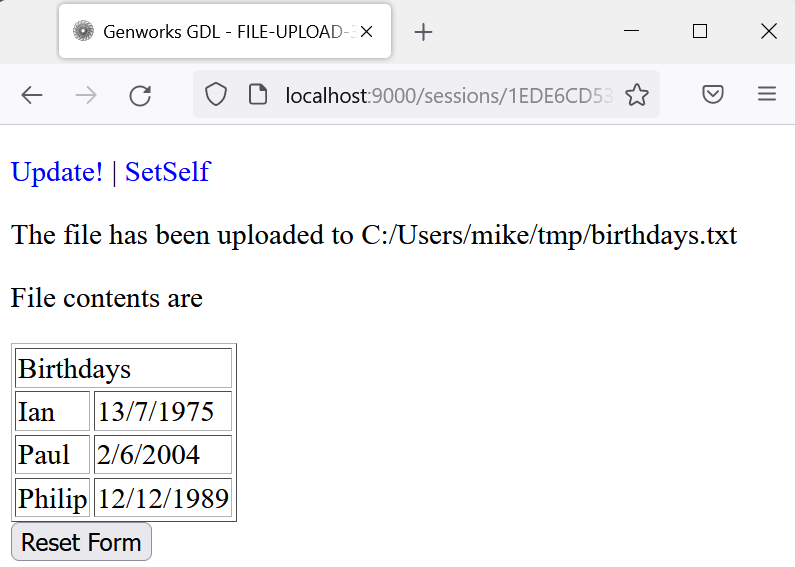 Genworks GDL - FILE-UPLOAD-
localhost:9000/sessions/1EDE6CD53
Update! | SetSelf
The file has been uploaded to C:/Users/mike/tmp/birthdays.txt
File contents are
Birthdays
Ian 13/7/1975
Paul 2/6/2004
Philip 12/12/1989
Reset Form